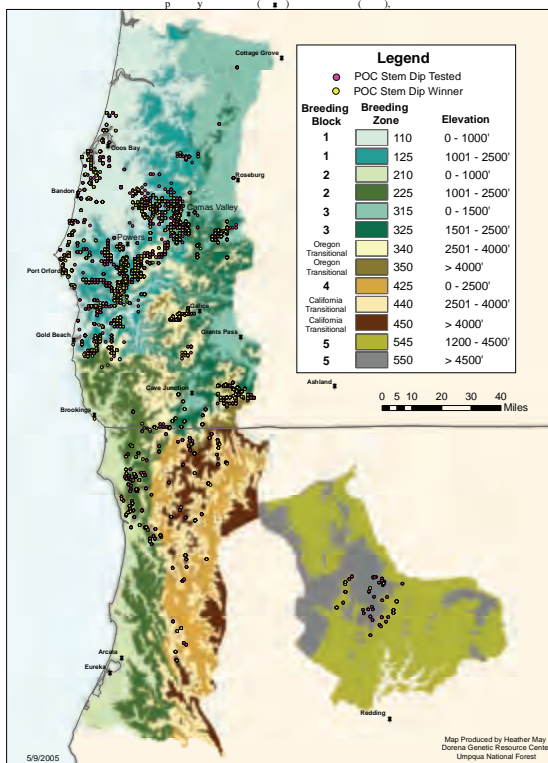 p y ( ) ( ),
Cottage Grove
Legend
POC Stem Dip Tested
POC Stem Dip Winner
Breeding Block Breeding Zone Elevation
1 110 0 - 1000'
1 125 1001 - 2500'
2 210 0 - 1000'
2 225 1001 - 2500'
3 315 0 - 1500'
3 325 1501 - 2500'
Oregon Transitional 340 2501 - 4000'
Oregon Transitional 350 > 4000'
4 425 0 - 2500'
California Transitional 440 2501 - 4000'
California Transitional 450 > 4000'
5 545 1200 - 4500'
5 550 > 4500'
Coos Bay
Roseburg
Bandon
Camas Valley
Powers
Port Orford
Galice
Gold Beach
Grants Pass
Cave Junction
Ashland
0 5 10 20 30 40
Miles
Brookings
Arcata
Eureka
Redding
Map Produced by Heather May
Dorena Genetic Resource Center
Umpqua National Forest
5/9/2005